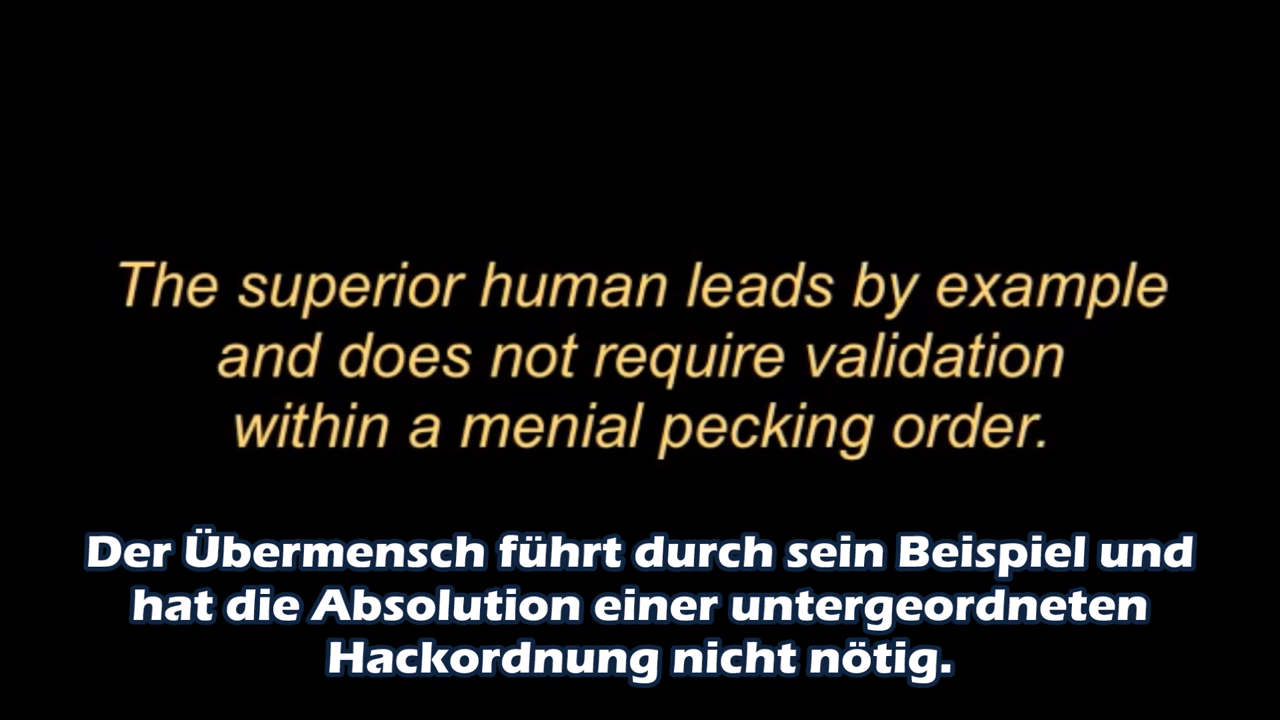 The superior human leads by example
and does not require validation
within a menial pecking order.
Der Übermensch führt durch sein Beispiel und
hat die Absolution einer untergeordneten
Hackordnung nicht nötig.